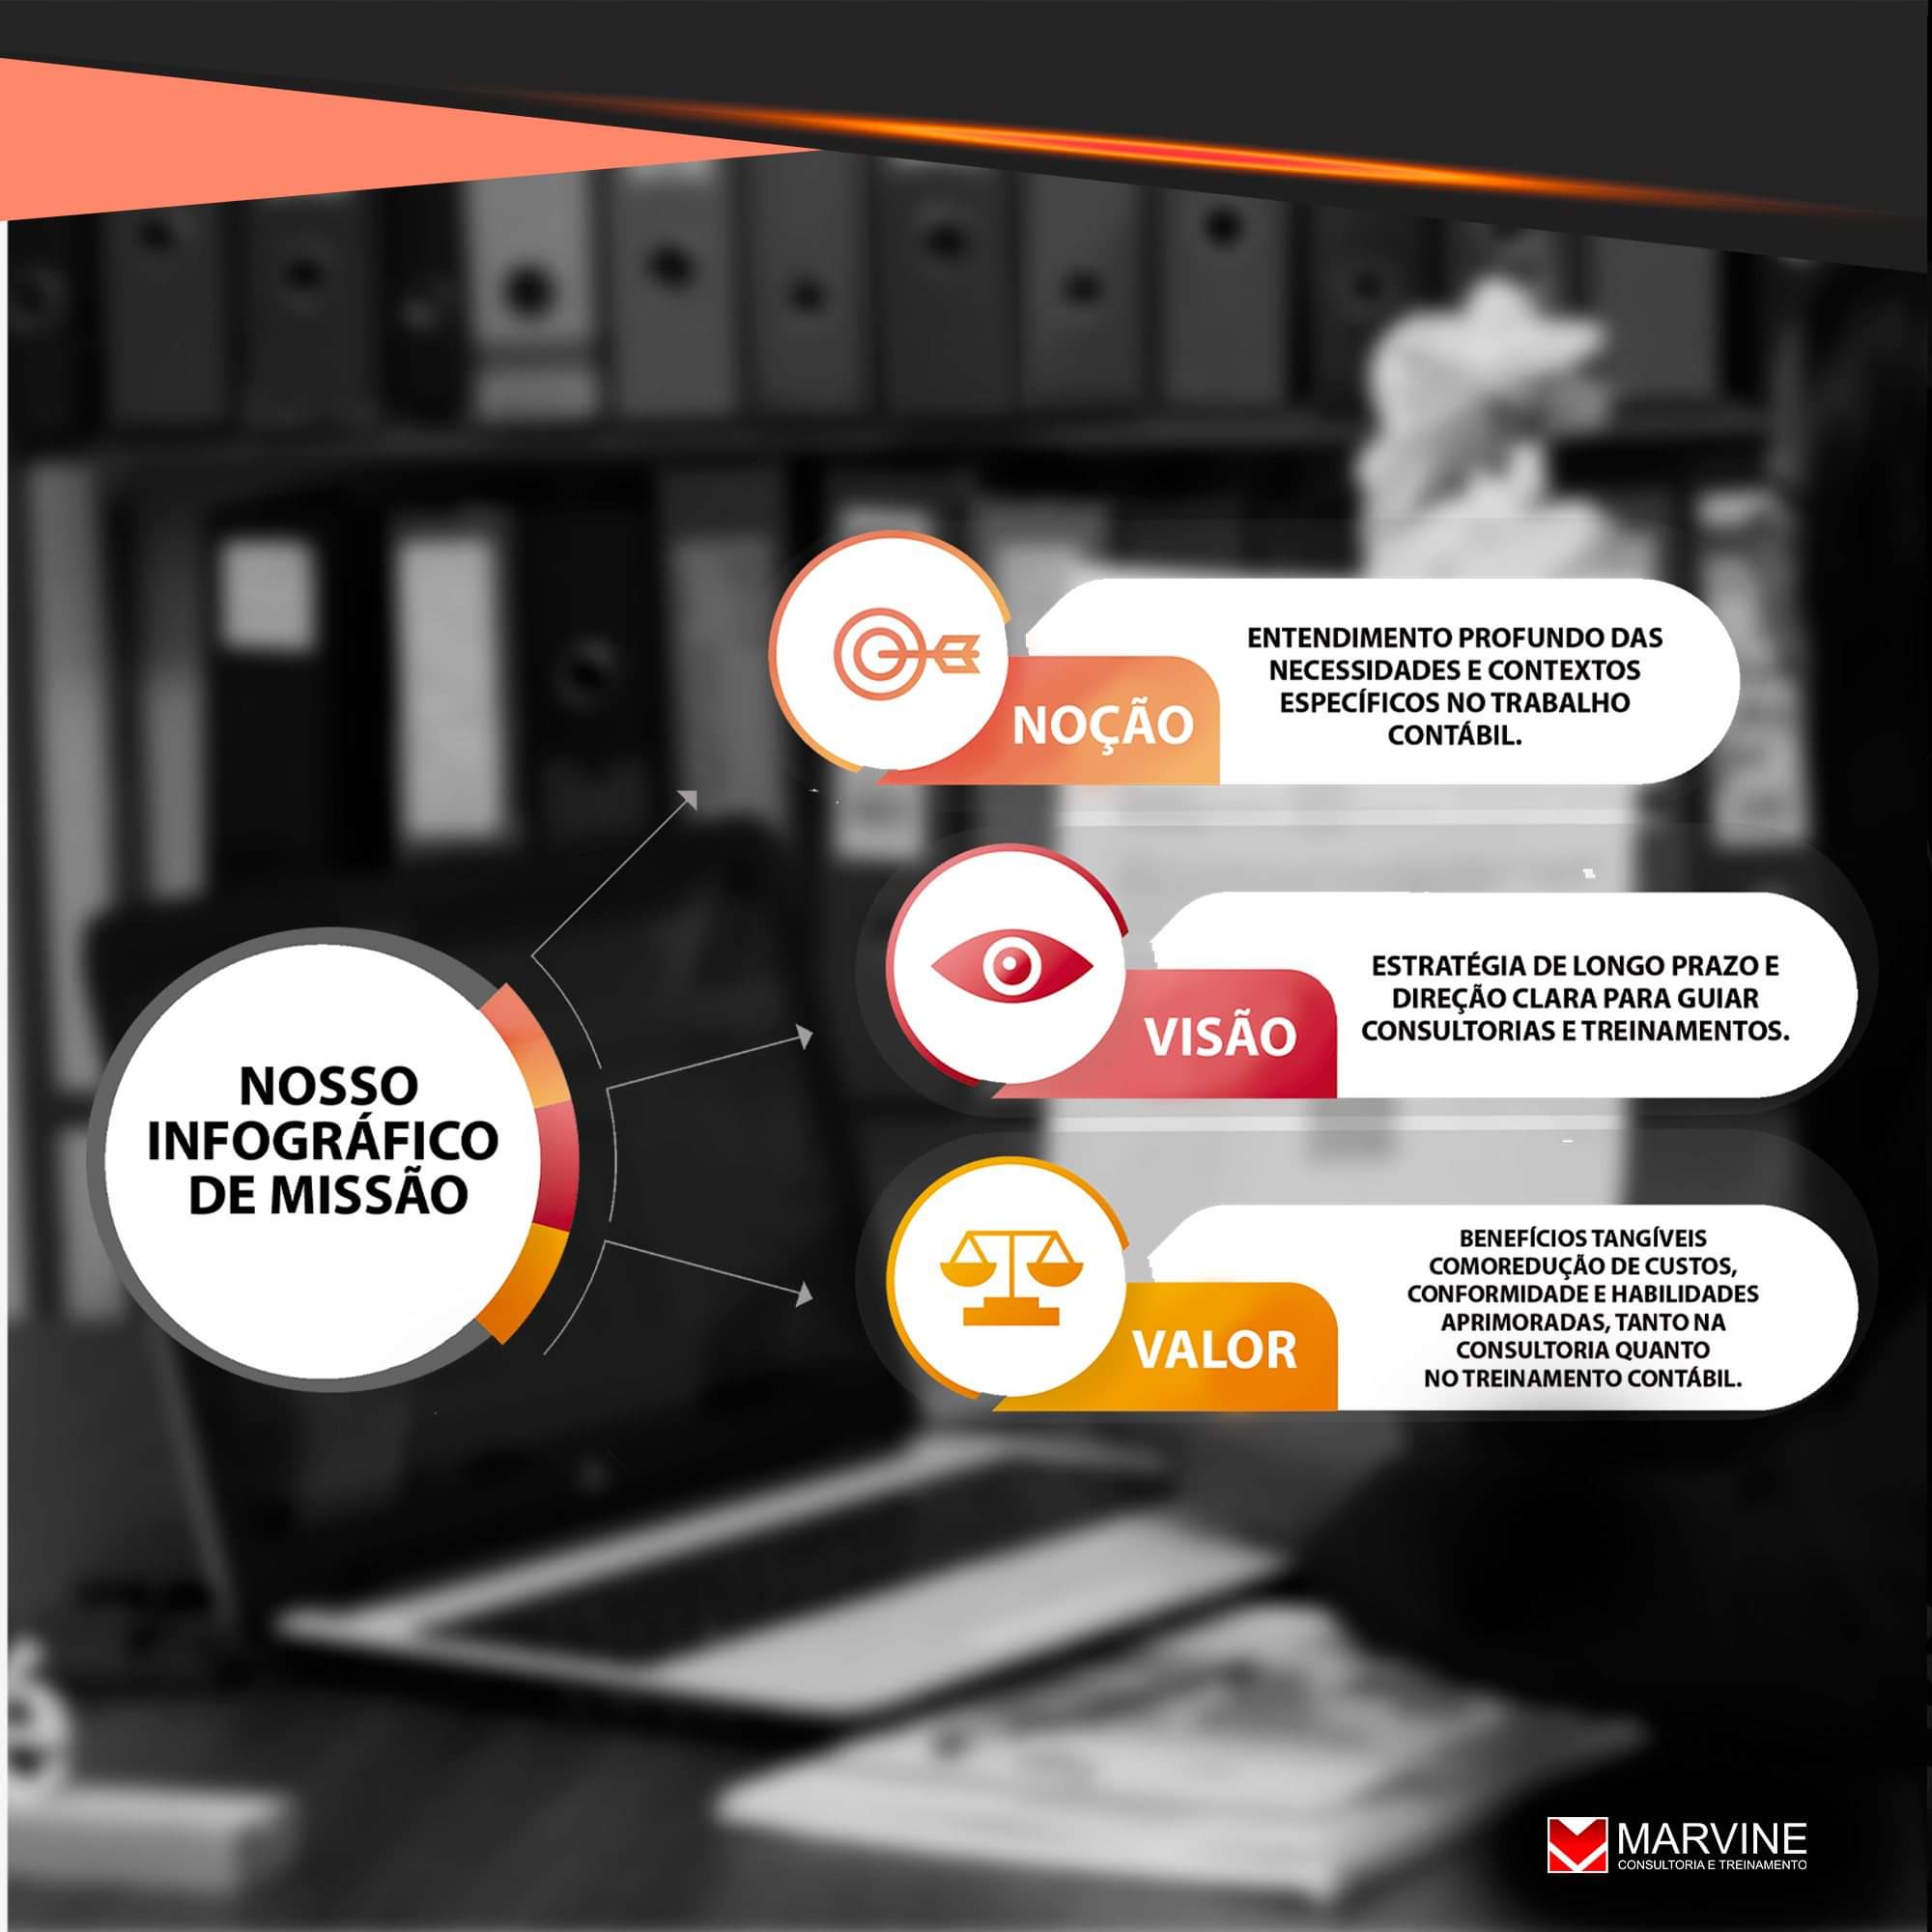 NOSSO
INFOGRÁFICO
DE MISSÃO
NOÇÃO
ENTENDIMENTO PROFUNDO DAS
NECESSIDADES E CONTEXTOS
ESPECÍFICOS NO TRABALHO
CONTÁBIL.
VISÃO
ESTRATÉGIA DE LONGO PRAZO E
DIREÇÃO CLARA PARA GUIAR
CONSULTORIAS E TREINAMENTOS.
VALOR
BENEFÍCIOS TANGÍVEIS
COMOREDUÇÃO DE CUSTOS,
CONFORMIDADE E HABILIDADES
APRIMORADAS, TANTO NA
CONSULTORIA QUANTO
NO TREINAMENTO CONTÁBIL.
MARVINE
CONSULTORIA E TREINAMENTO